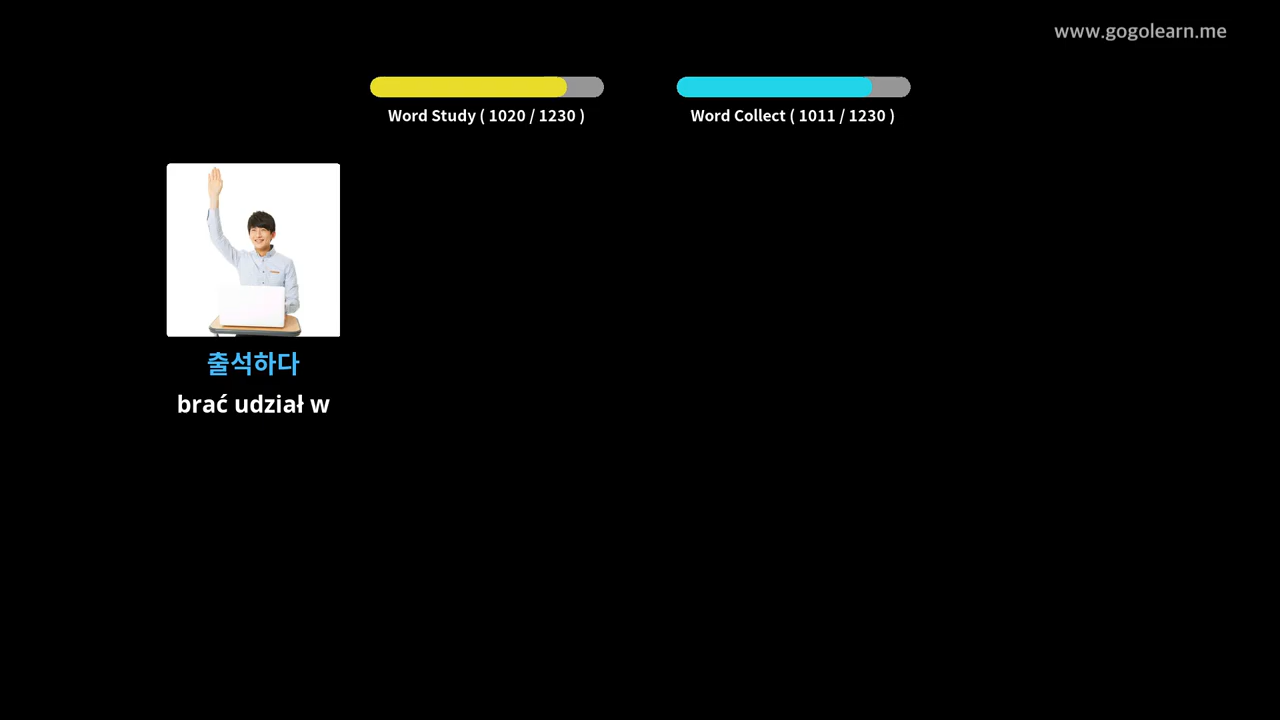 www.gogolearn.me
Word Study ( 1020 / 1230 )
Word Collect ( 1011 / 1230 )
출석하다
brać udział w